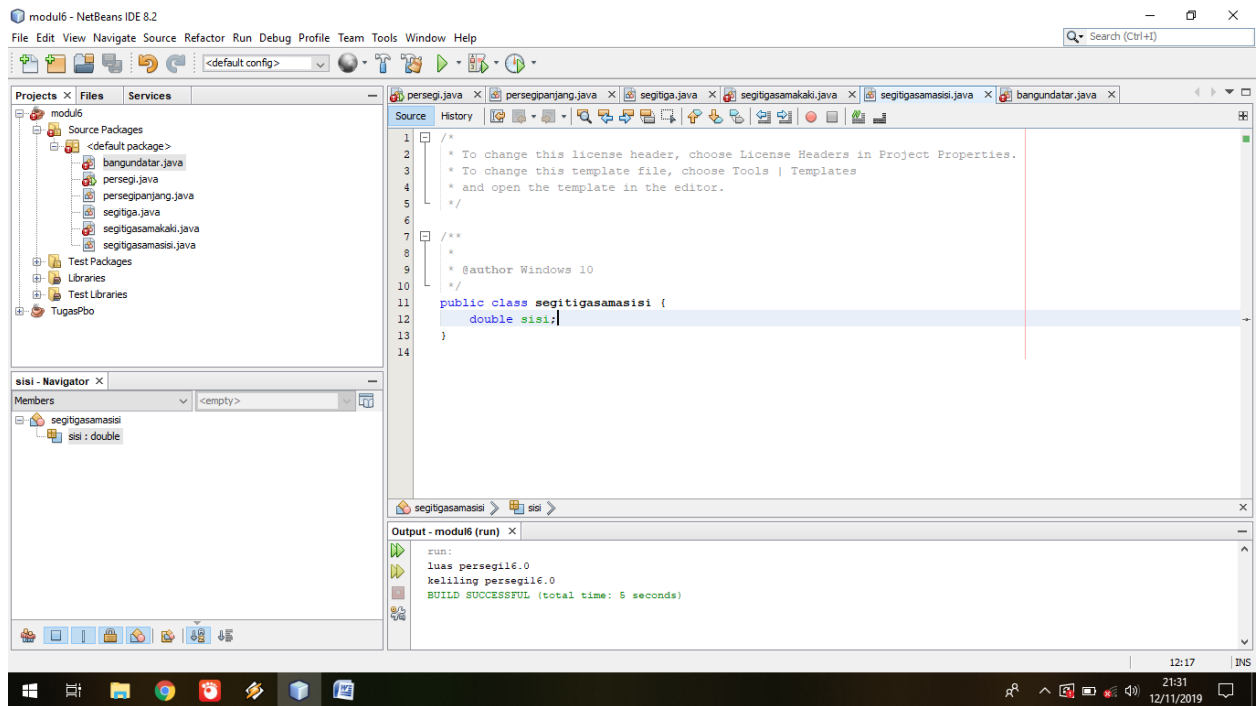 modul6 - NetBeans IDE 8.2
File Edit View Navigate Source Refactor Run Debug Profile Team Tools Window Help
Search (Ctrl+I)
<default config>
Projects Files Services
modul6
Source Packages
<default package>
bangundatar.java
persegi.java
persegipanjang.java
segitiga.java
segitigasamakaki.java
segitigasamasisi.java
Test Packages
Libraries
Test Libraries
TugasPbo
sisi - Navigator
Members <empty>
segitigasamasisi
sisi : double
persegi.java persegipanjang.java segitiga.java segitigasamakaki.java segitigasamasisi.java bangundatar.java
Source History
1 /*
2 * To change this license header, choose License Headers in Project Properties.
3 * To change this template file, choose Tools | Templates
4 * and open the template in the editor.
5 */
6
7 /**
8 *
9 * @author Windows 10
10 */
11 public class segitigasamasisi {
12 double sisi;
13 }
14
segitigasamasisi sisi
Output - modul6 (run)
run:
luas persegi16.0
keliling persegi16.0
BUILD SUCCESSFUL (total time: 5 seconds)
12:17 INS
21:31
12/11/2019